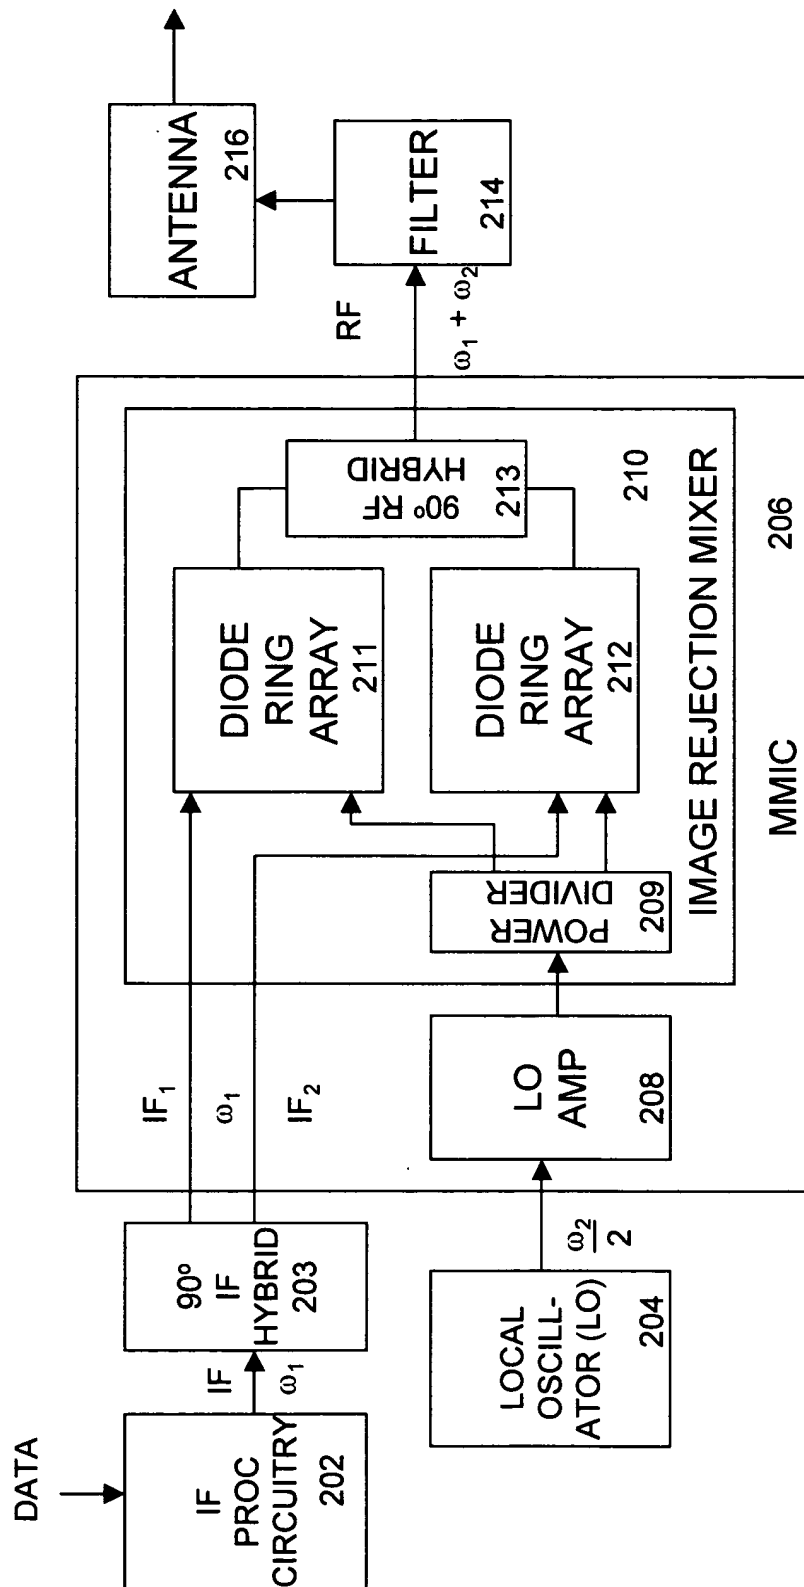 DATA
IF
PROC
CIRCUITRY
202
IF
ω₁
90°
IF
HYBRID
203
IF₁
ω₁
IF₂
LOCAL
OSCILL-
ATOR (LO)
204
ω₂
2
LO
AMP
208
POWER
DIVIDER
209
DIODE
RING
ARRAY
211
DIODE
RING
ARRAY
212
90° RF
HYBRID
213
210
IMAGE REJECTION MIXER
206
MMIC
RF
ω₁ + ω₂
FILTER
214
ANTENNA
216